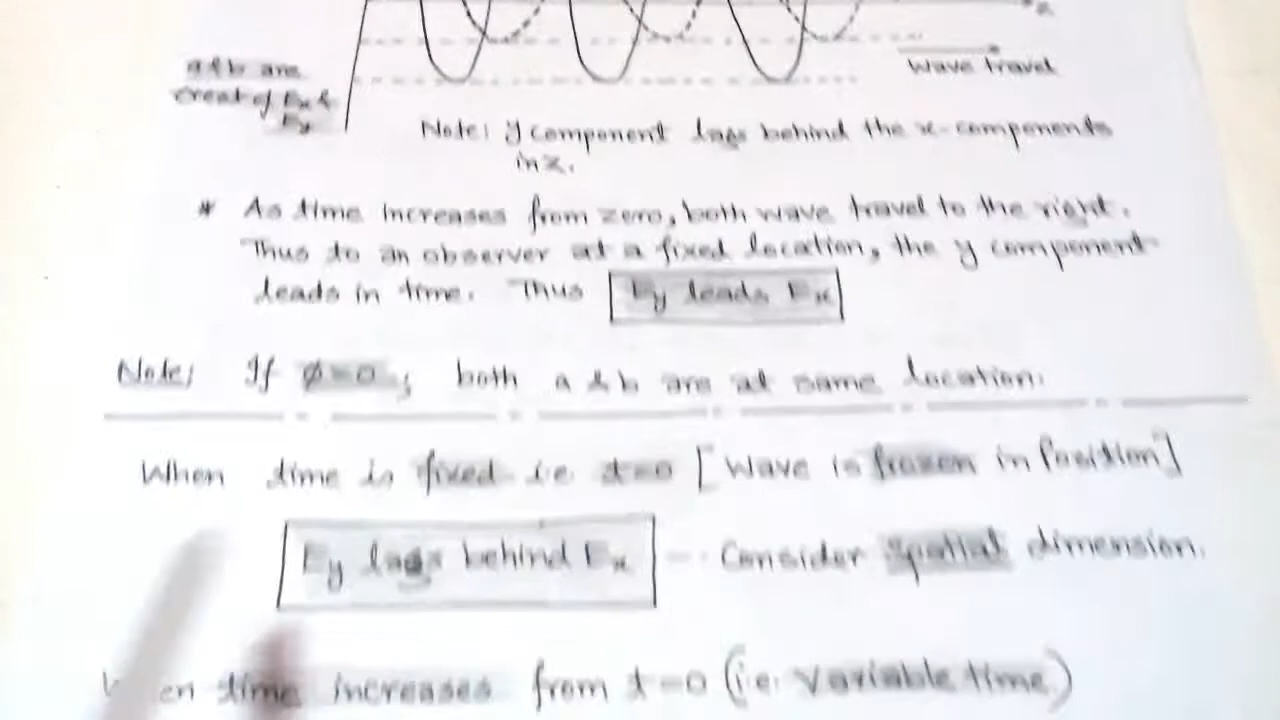 z
wave travel
a & b are
crest of Ex &
Ey
Note: y component lags behind the x-components
in z.
* As time increases from zero, both wave travel to the right.
Thus to an observer at a fixed location, the y component
leads in time. Thus Ey leads Ex
Note: If φ=0, both a & b are at same location.
When time is fixed i.e t=0 [Wave is frozen in Position]
Ey lags behind Ex -- Consider spatial dimension.
When time increases from t=0 (i.e. Variable time)